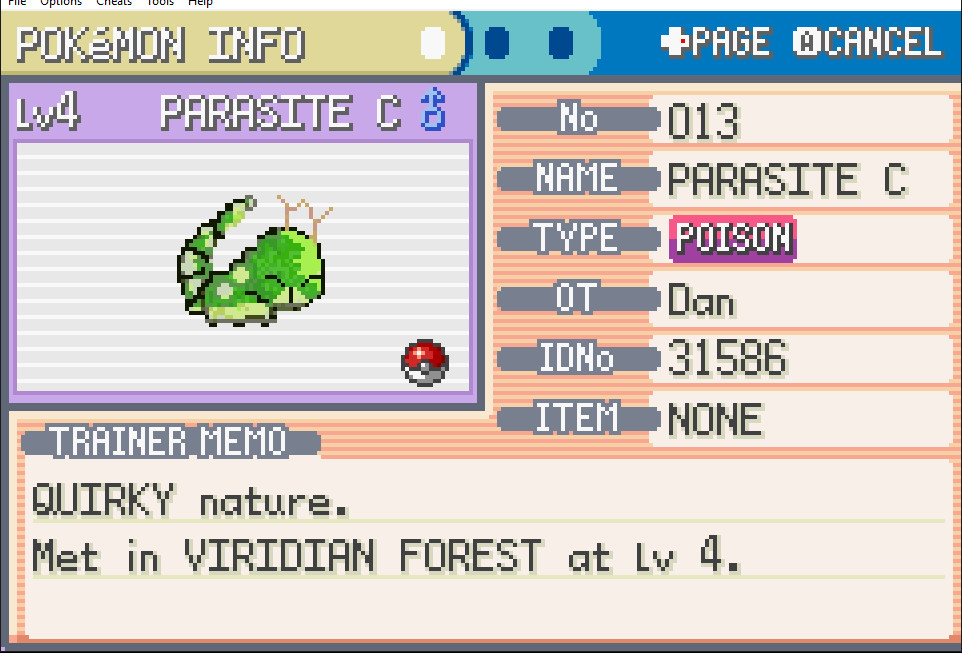 File Options Cheats Tools Help
POKéMON INFO PAGE A CANCEL
Lv4 PARASITE C ♂
No 013
NAME PARASITE C
TYPE POISON
OT Dan
IDNo 31586
ITEM NONE
TRAINER MEMO
QUIRKY nature.
Met in VIRIDIAN FOREST at Lv 4.